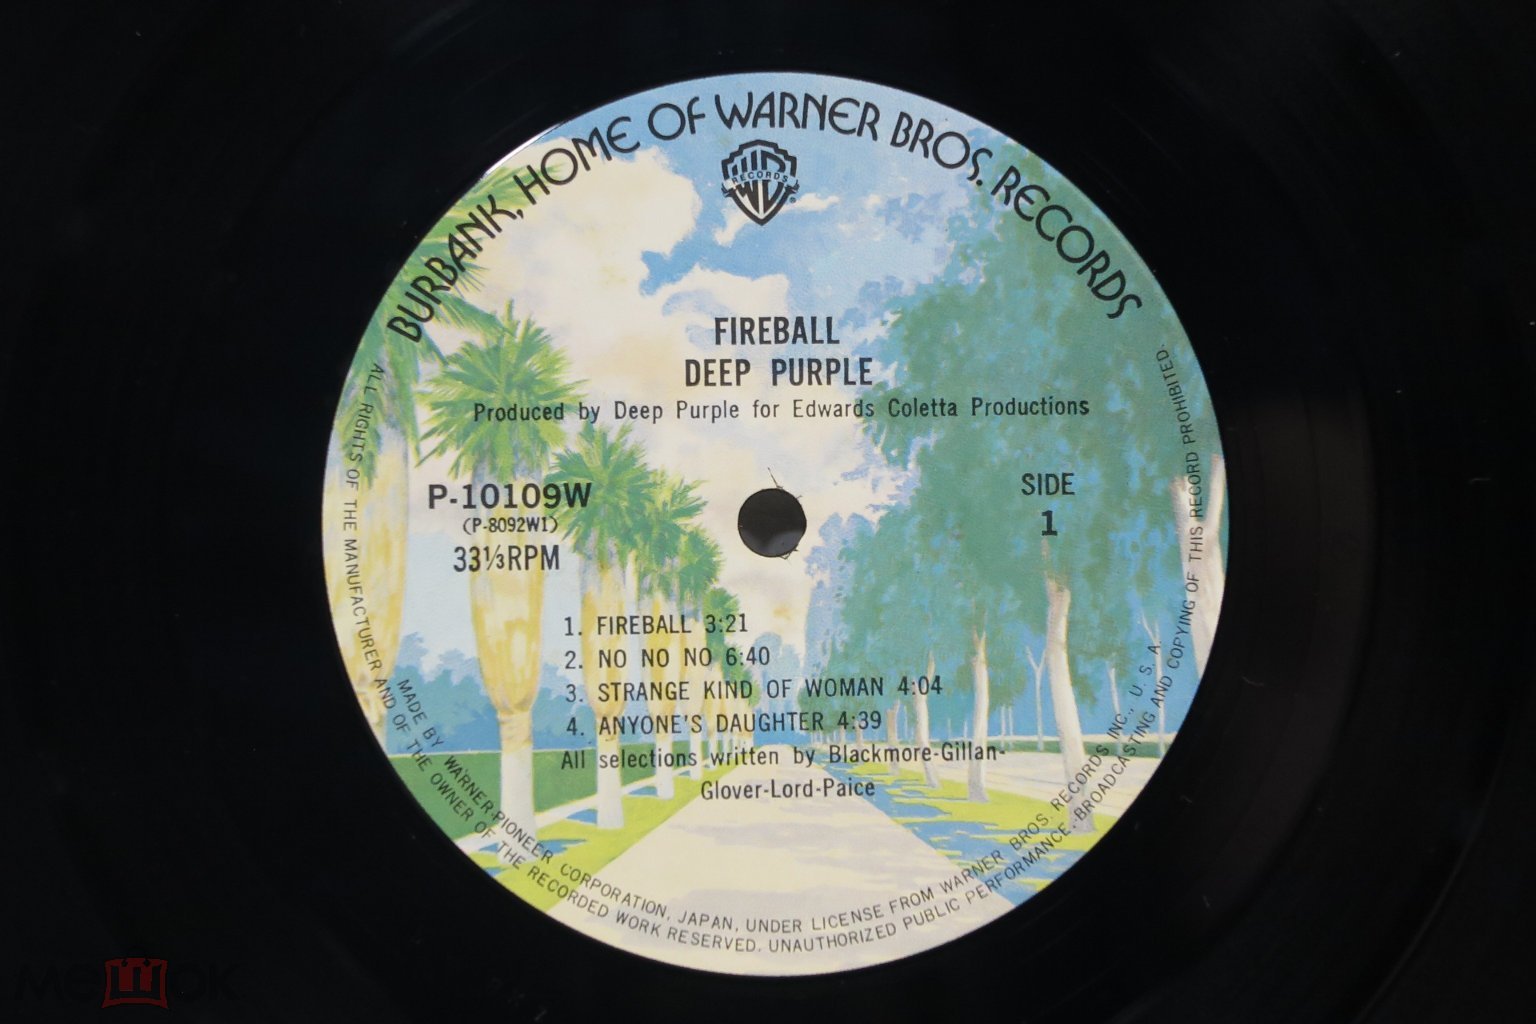 BURBANK, HOME OF WARNER BROS. RECORDS
RECORDS
FIREBALL
DEEP PURPLE
Produced by Deep Purple for Edwards Coletta Productions
P-10109W
(P-8092W1)
33⅓RPM
SIDE
1
1. FIREBALL 3:21
2. NO NO NO 6:40
3. STRANGE KIND OF WOMAN 4:04
4. ANYONE'S DAUGHTER 4:39
All selections written by Blackmore-Gillan-
Glover-Lord-Paice
MADE BY WARNER-PIONEER CORPORATION, JAPAN, UNDER LICENSE FROM WARNER BROS. RECORDS INC., U. S. A.
ALL RIGHTS OF THE MANUFACTURER AND OF THE OWNER OF THE RECORDED WORK RESERVED. UNAUTHORIZED PUBLIC PERFORMANCE, BROADCASTING AND COPYING OF THIS RECORD PROHIBITED.
мешок